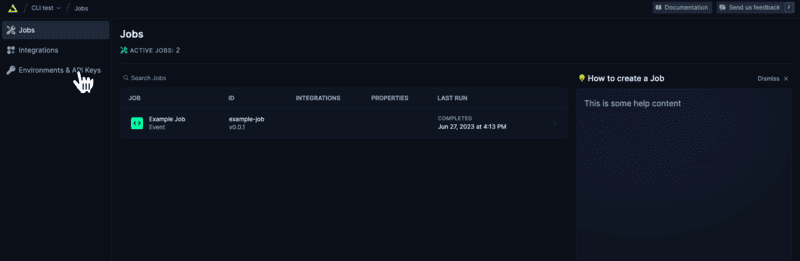 CLI test / Jobs
Documentation
Send us feedback F
Jobs
Integrations
Environments & API Keys
Jobs
ACTIVE JOBS: 2
Search Jobs
JOB ID INTEGRATIONS PROPERTIES LAST RUN
Example Job example-job COMPLETED
Event v0.0.1 Jun 27, 2023 at 4:13 PM
How to create a Job Dismiss
This is some help content